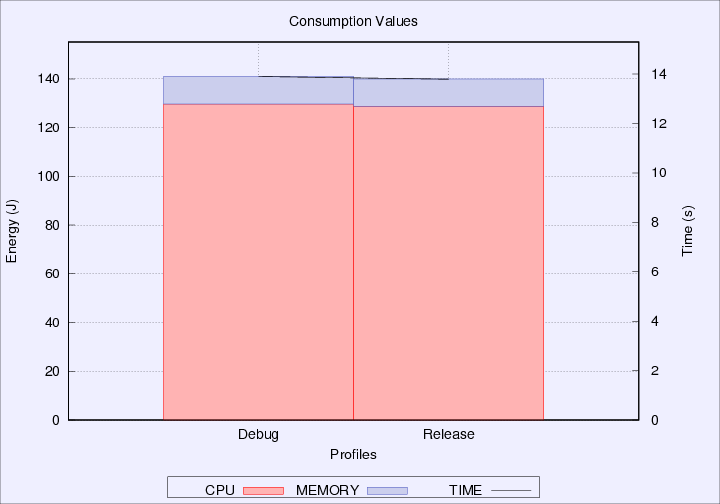 Consumption Values
140
120
100
80
60
40
20
0
Energy (J)
14
12
10
8
6
4
2
0
Time (s)
Debug Release
Profiles
CPU MEMORY TIME